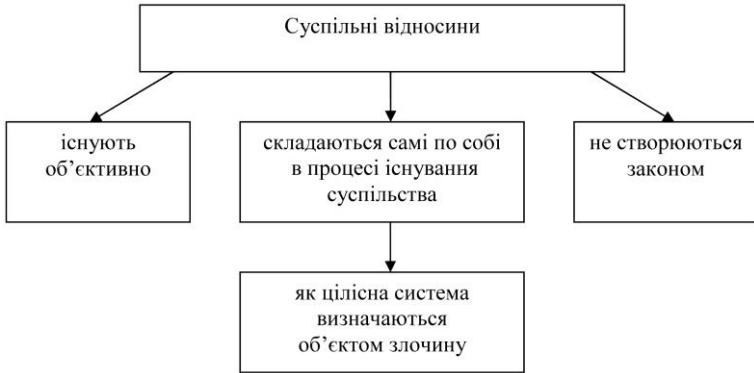 Суспільні відносини
існують
об’єктивно
складаються самі по собі
в процесі існування
суспільства
не створюються
законом
як цілісна система
визначаються
об’єктом злочину